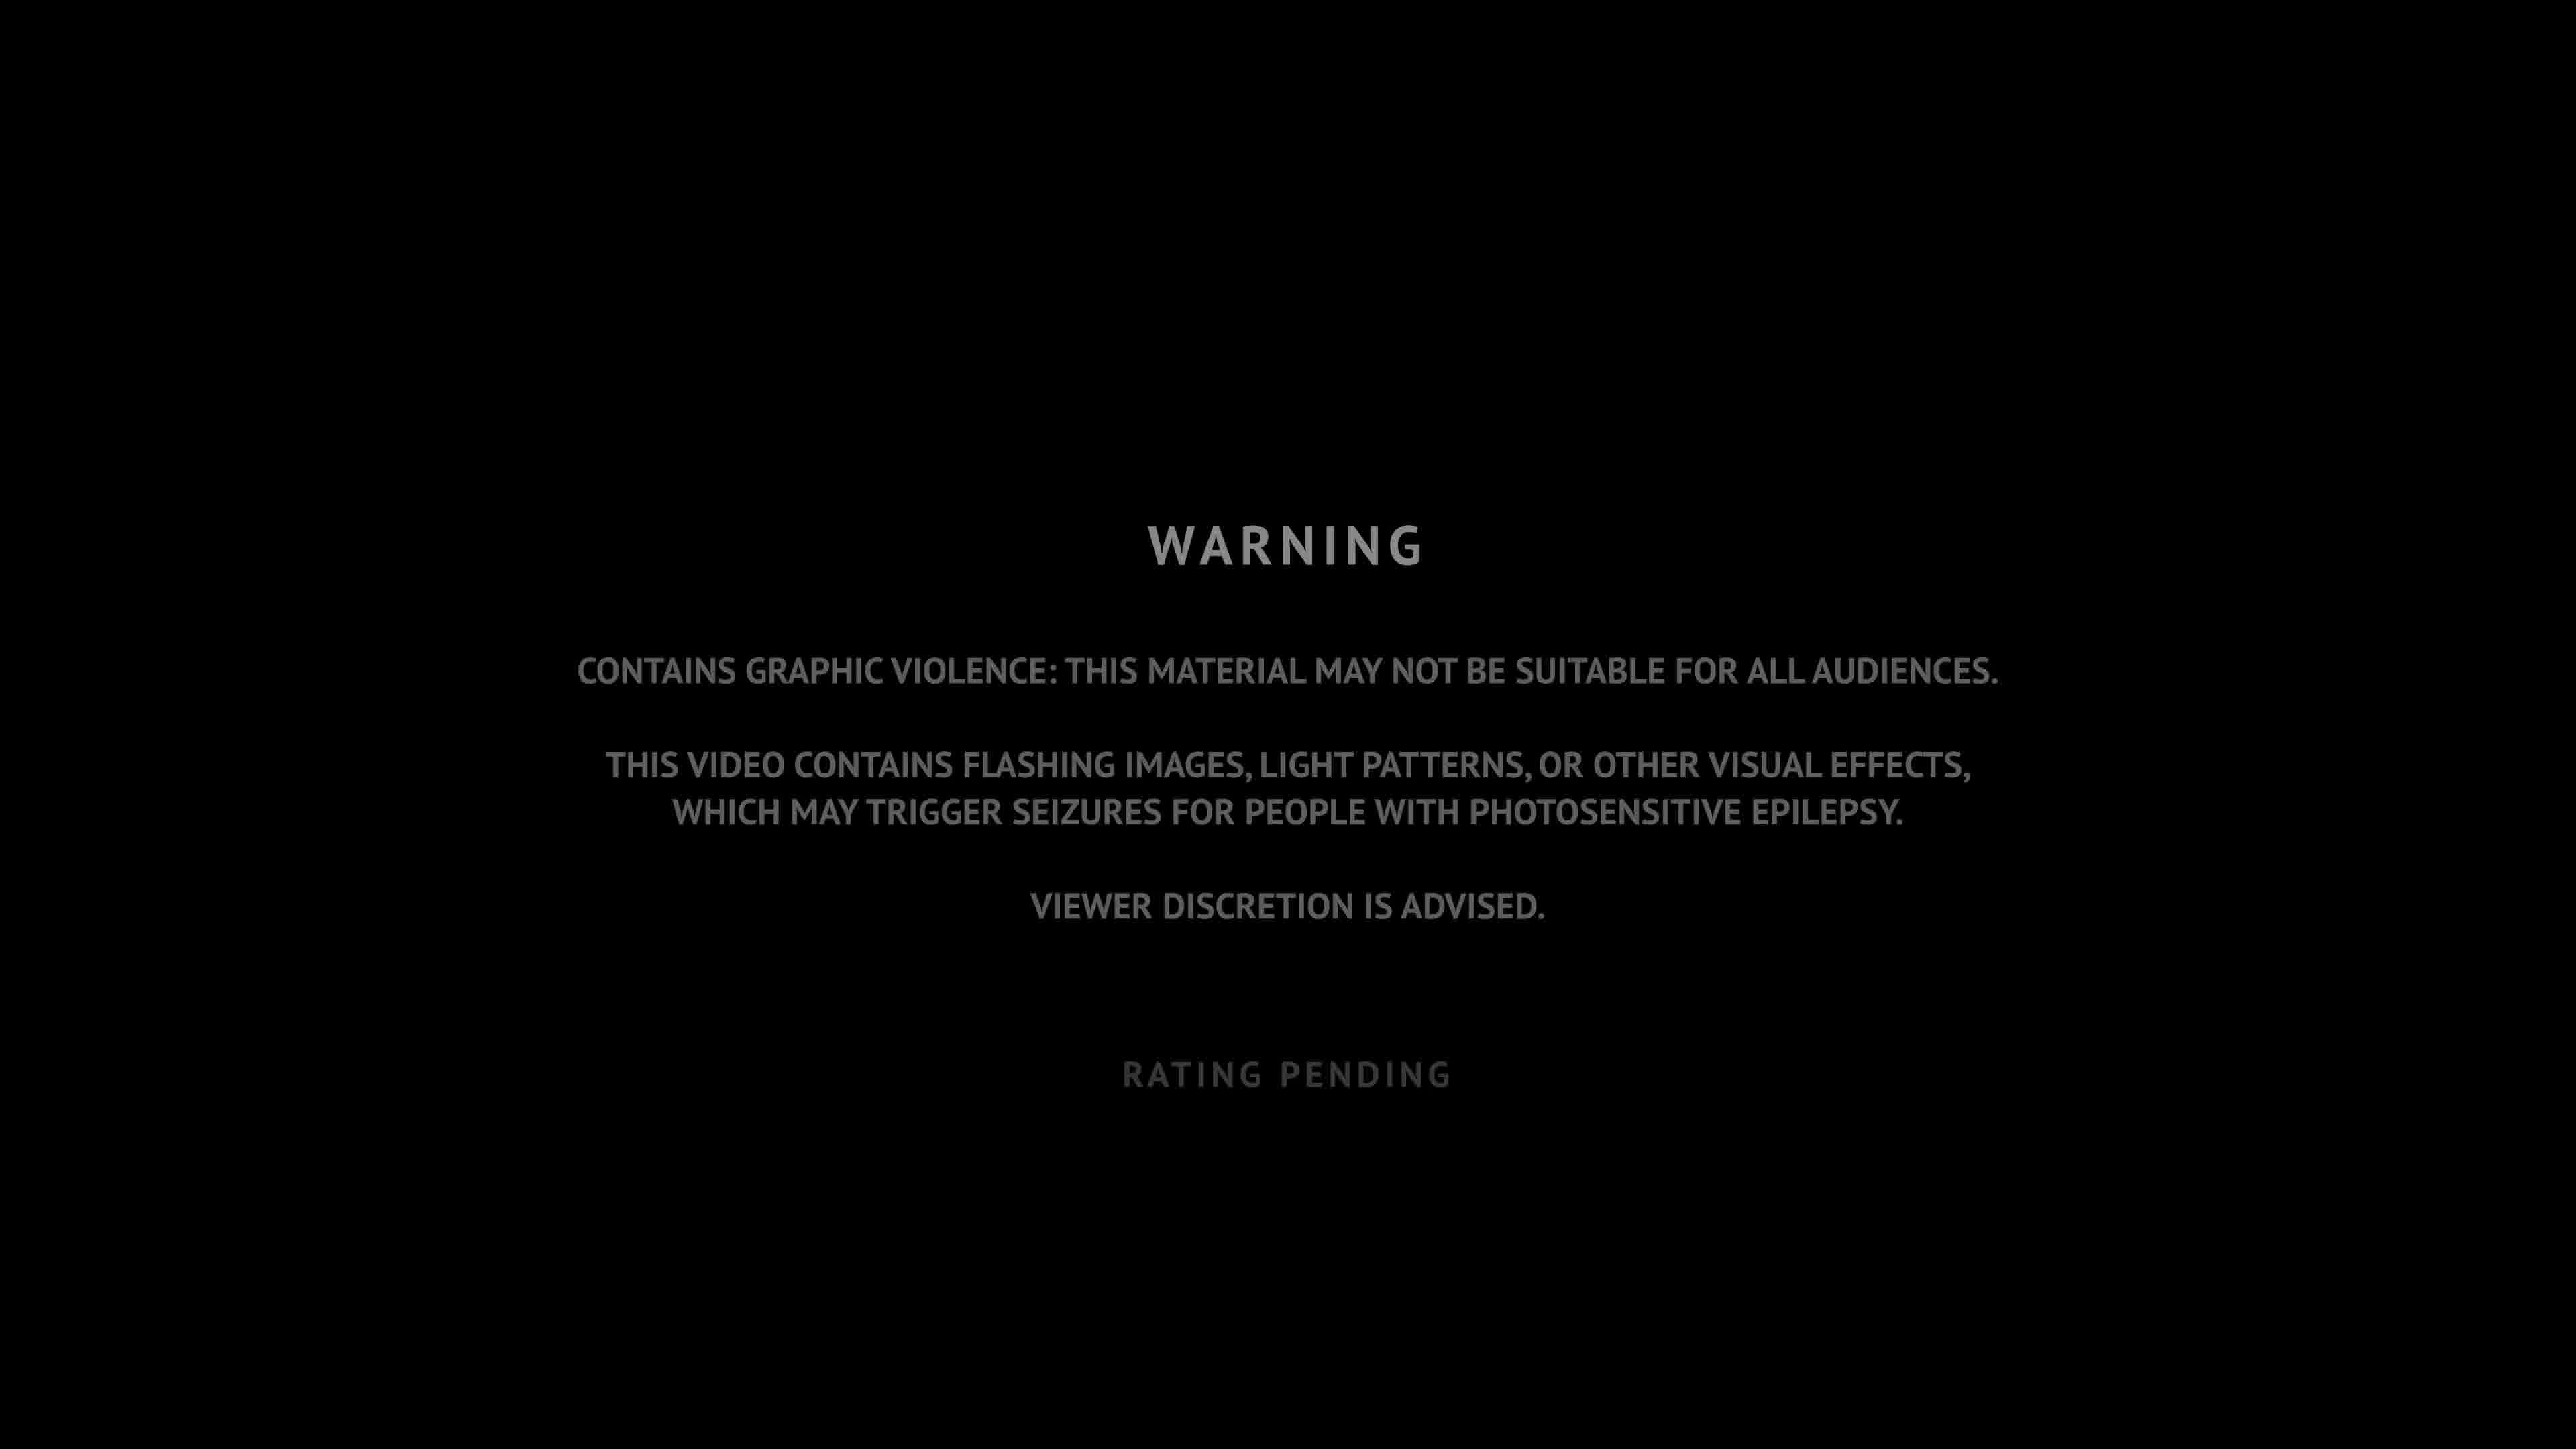 WARNING
CONTAINS GRAPHIC VIOLENCE: THIS MATERIAL MAY NOT BE SUITABLE FOR ALL AUDIENCES.
THIS VIDEO CONTAINS FLASHING IMAGES, LIGHT PATTERNS, OR OTHER VISUAL EFFECTS,
WHICH MAY TRIGGER SEIZURES FOR PEOPLE WITH PHOTOSENSITIVE EPILEPSY.
VIEWER DISCRETION IS ADVISED.
RATING PENDING